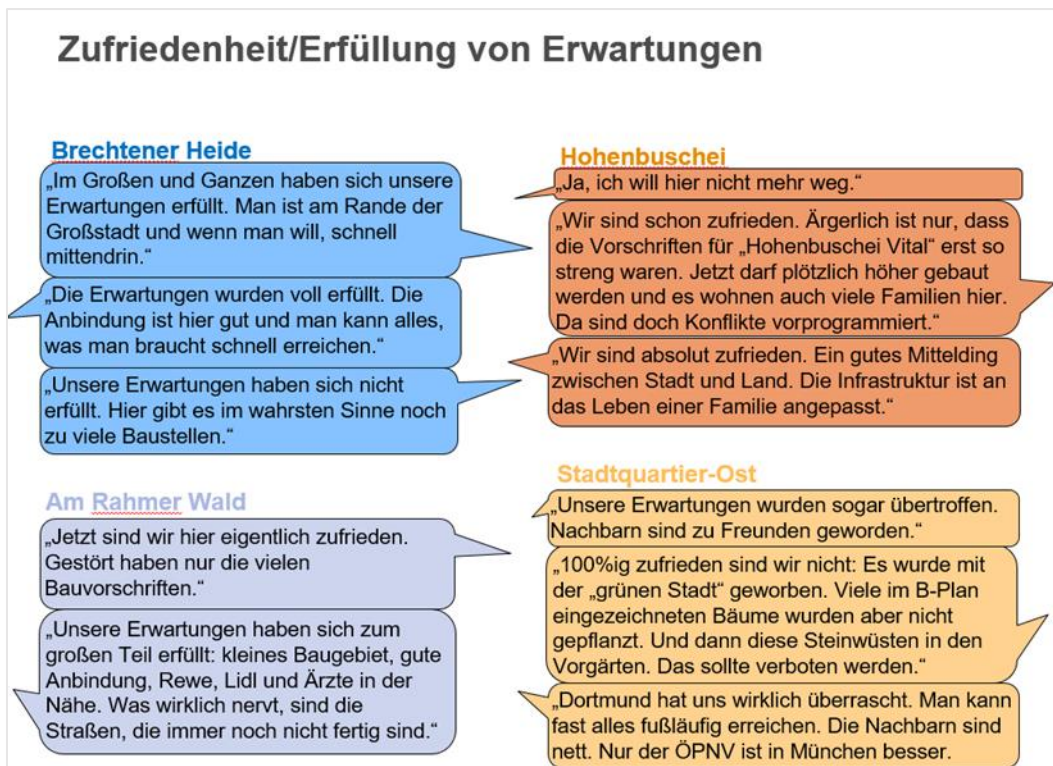 Zufriedenheit/Erfüllung von Erwartungen
Brechtener Heide
„Im Großen und Ganzen haben sich unsere
Erwartungen erfüllt. Man ist am Rande der
Großstadt und wenn man will, schnell
mittendrin.“
„Die Erwartungen wurden voll erfüllt. Die
Anbindung ist hier gut und man kann alles,
was man braucht schnell erreichen.“
„Unsere Erwartungen haben sich nicht
erfüllt. Hier gibt es im wahrsten Sinne noch
zu viele Baustellen.“
Hohenbuschei
„Ja, ich will hier nicht mehr weg.“
„Wir sind schon zufrieden. Ärgerlich ist nur, dass
die Vorschriften für „Hohenbuschei Vital“ erst so
streng waren. Jetzt darf plötzlich höher gebaut
werden und es wohnen auch viele Familien hier.
Da sind doch Konflikte vorprogrammiert.“
„Wir sind absolut zufrieden. Ein gutes Mittelding
zwischen Stadt und Land. Die Infrastruktur ist an
das Leben einer Familie angepasst.“
Am Rahmer Wald
„Jetzt sind wir hier eigentlich zufrieden.
Gestört haben nur die vielen
Bauvorschriften.“
„Unsere Erwartungen haben sich zum
großen Teil erfüllt: kleines Baugebiet, gute
Anbindung, Rewe, Lidl und Ärzte in der
Nähe. Was wirklich nervt, sind die
Straßen, die immer noch nicht fertig sind.“
Stadtquartier-Ost
„Unsere Erwartungen wurden sogar übertroffen.
Nachbarn sind zu Freunden geworden.“
„100%ig zufrieden sind wir nicht: Es wurde mit
der „grünen Stadt“ geworben. Viele im B-Plan
eingezeichneten Bäume wurden aber nicht
gepflanzt. Und dann diese Steinwüsten in den
Vorgärten. Das sollte verboten werden.“
„Dortmund hat uns wirklich überrascht. Man kann
fast alles fußläufig erreichen. Die Nachbarn sind
nett. Nur der ÖPNV ist in München besser.